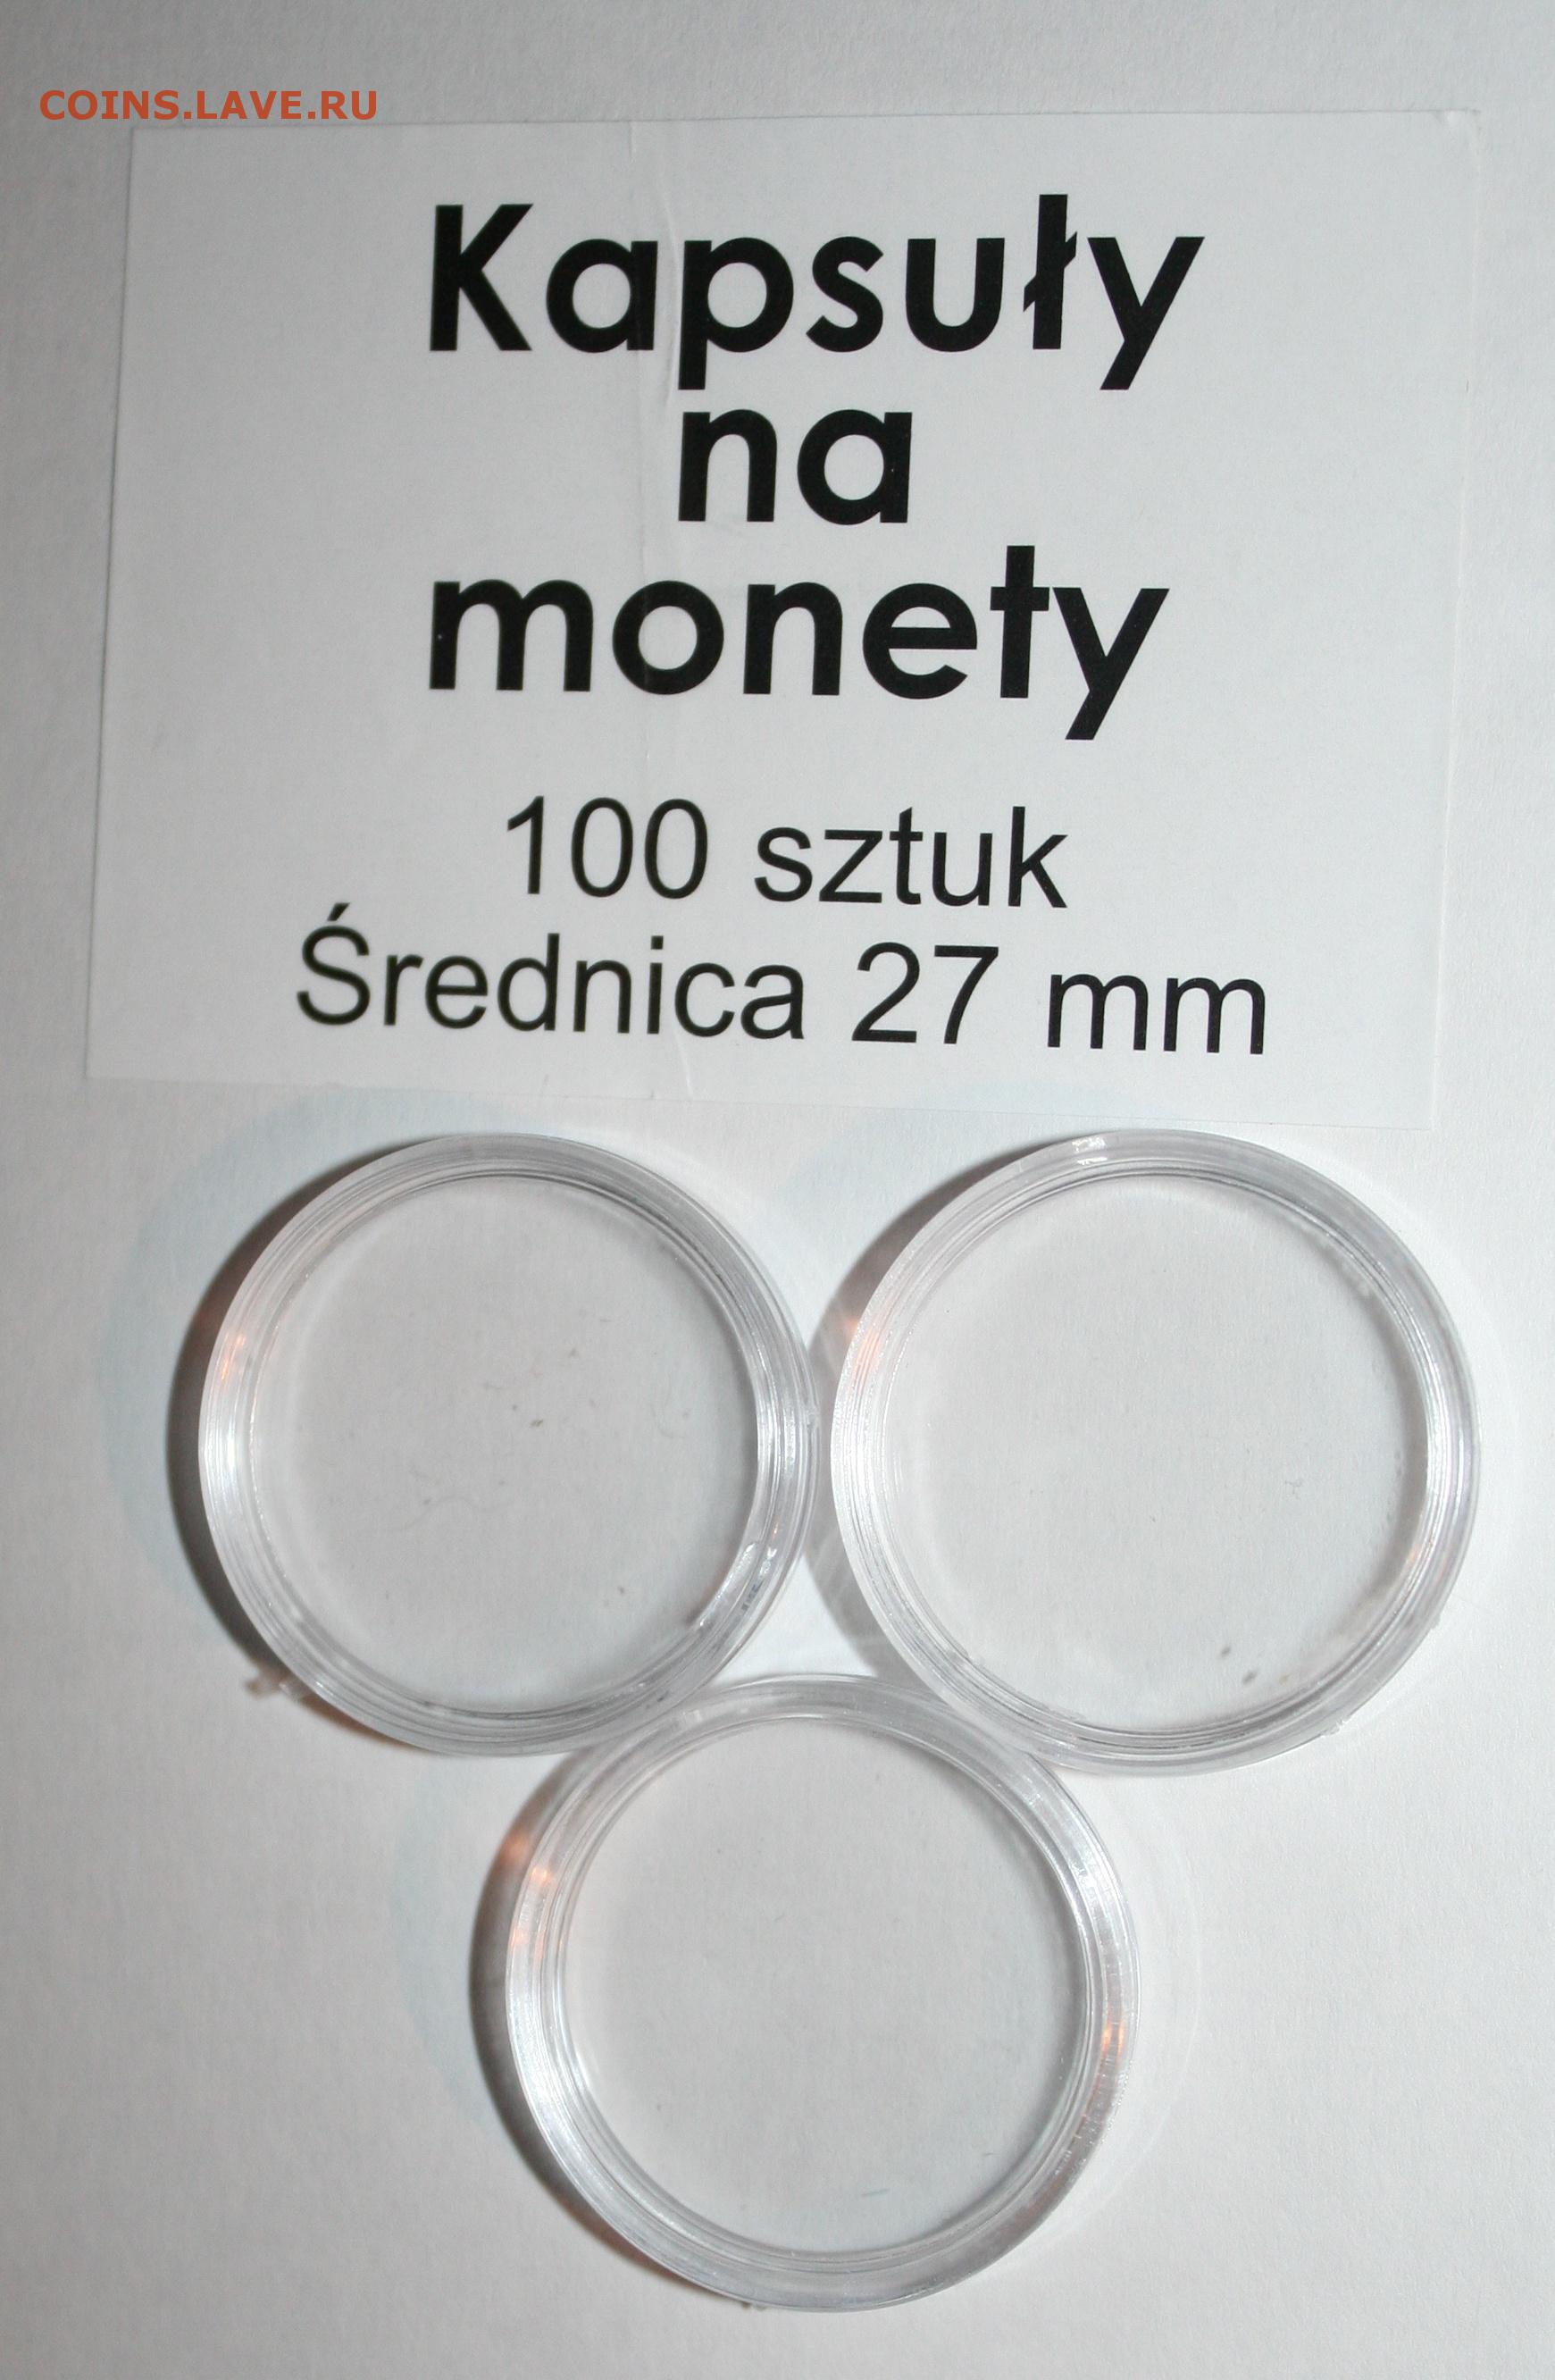 COINS.LAVE.RU
Kapsuły
na
monety
100 sztuk
Średnica 27 mm